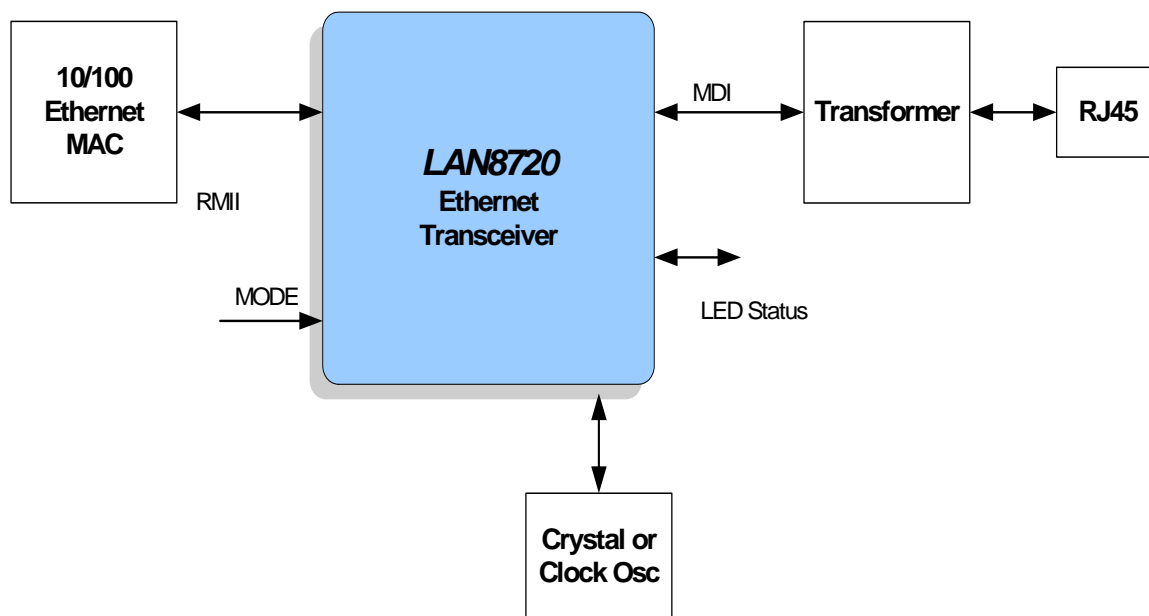 10/100
Ethernet
MAC
RMII
MODE
LAN8720
Ethernet
Transceiver
MDI
Transformer
RJ45
LED Status
Crystal or
Clock Osc